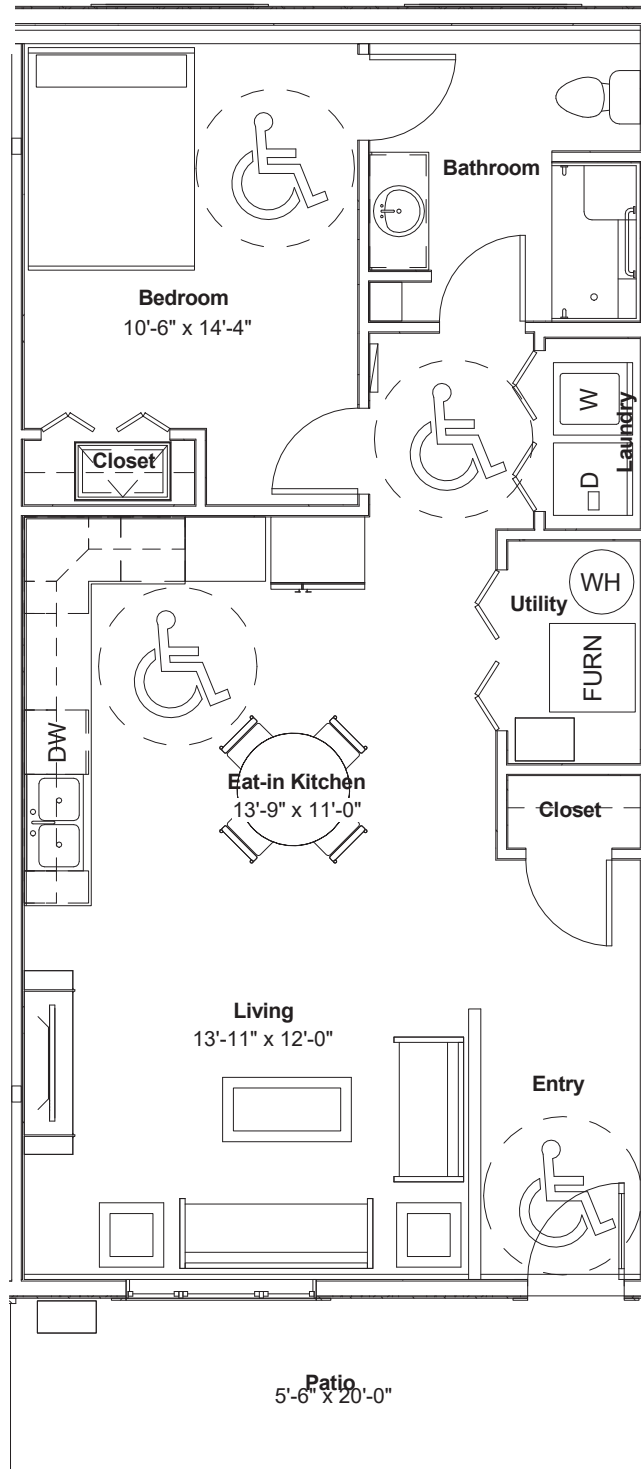 Bathroom
Bedroom
10'-6" x 14'-4"
W
Laundry
Closet
D
WH
Utility
FURN
DW
Eat-in Kitchen
13'-9" x 11'-0"
Closet
Living
13'-11" x 12'-0"
Entry
Patio
5'-6" x 20'-0"